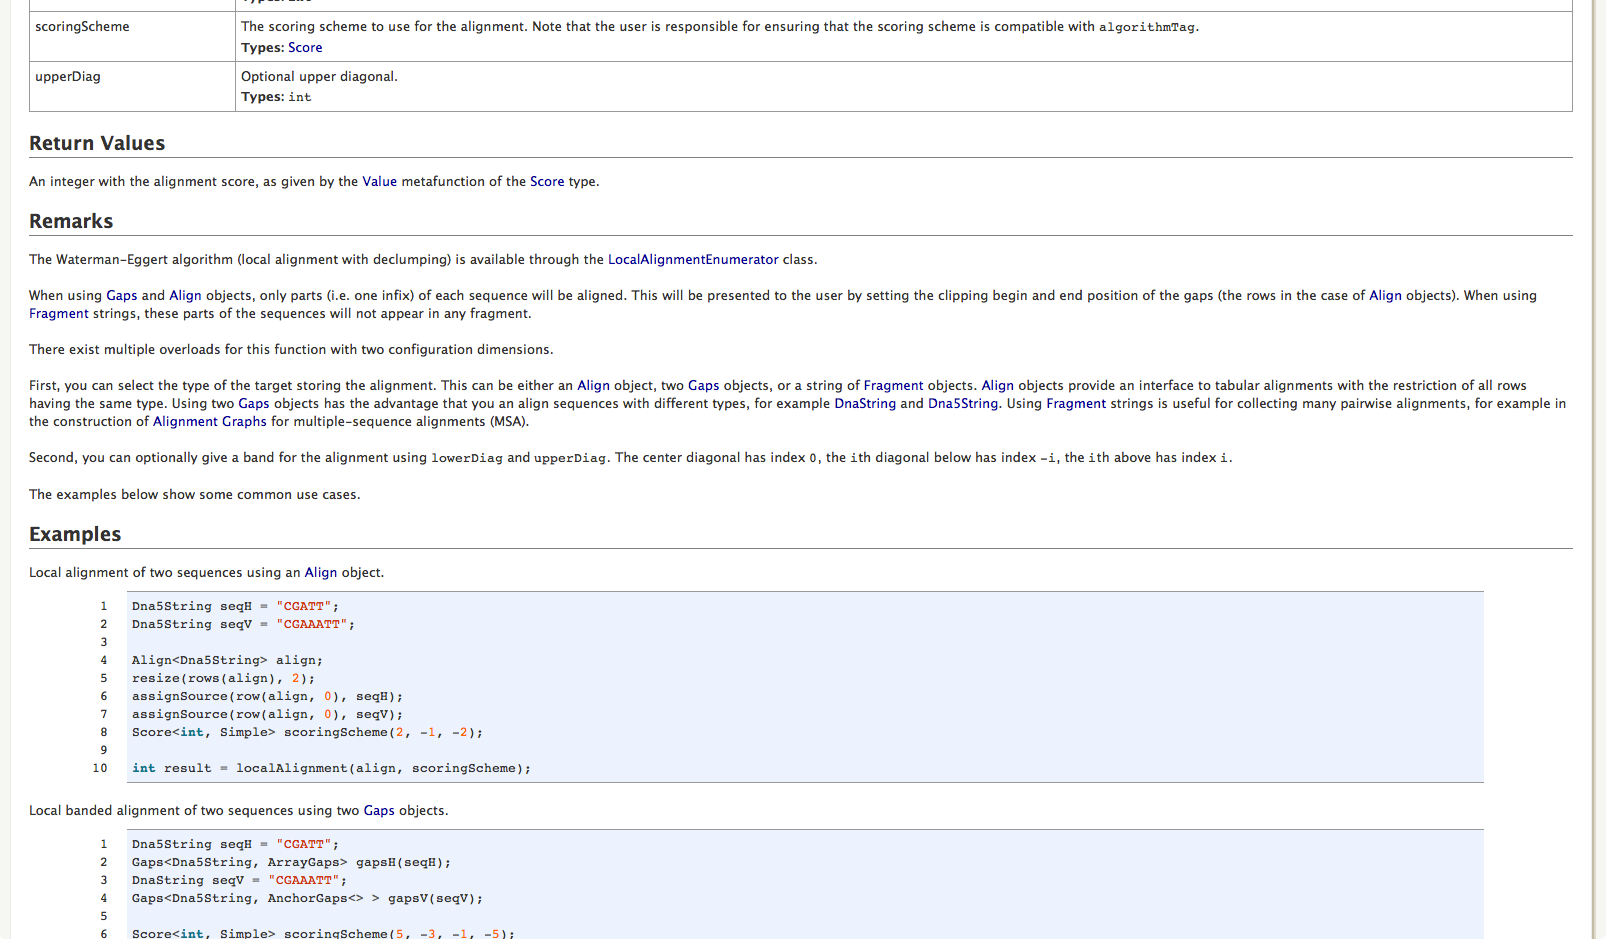 scoringScheme
The scoring scheme to use for the alignment. Note that the user is responsible for ensuring that the scoring scheme is compatible with algorithmTag.
Types: Score
upperDiag
Optional upper diagonal.
Types: int
Return Values
An integer with the alignment score, as given by the Value metafunction of the Score type.
Remarks
The Waterman-Eggert algorithm (local alignment with declumping) is available through the LocalAlignmentEnumerator class.
When using Gaps and Align objects, only parts (i.e. one infix) of each sequence will be aligned. This will be presented to the user by setting the clipping begin and end position of the gaps (the rows in the case of Align objects). When using
Fragment strings, these parts of the sequences will not appear in any fragment.
There exist multiple overloads for this function with two configuration dimensions.
First, you can select the type of the target storing the alignment. This can be either an Align object, two Gaps objects, or a string of Fragment objects. Align objects provide an interface to tabular alignments with the restriction of all rows
having the same type. Using two Gaps objects has the advantage that you an align sequences with different types, for example DnaString and Dna5String. Using Fragment strings is useful for collecting many pairwise alignments, for example in
the construction of Alignment Graphs for multiple-sequence alignments (MSA).
Second, you can optionally give a band for the alignment using lowerDiag and upperDiag. The center diagonal has index 0, the ith diagonal below has index -i, the ith above has index i.
The examples below show some common use cases.
Examples
Local alignment of two sequences using an Align object.
1 Dna5String seqH = "CGATT";
2 Dna5String seqV = "CGAAATT";
3
4 Align<Dna5String> align;
5 resize(rows(align), 2);
6 assignSource(row(align, 0), seqH);
7 assignSource(row(align, 0), seqV);
8 Score<int, Simple> scoringScheme(2, -1, -2);
9
10 int result = localAlignment(align, scoringScheme);
Local banded alignment of two sequences using two Gaps objects.
1 Dna5String seqH = "CGATT";
2 Gaps<Dna5String, ArrayGaps> gapsH(seqH);
3 DnaString seqV = "CGAAATT";
4 Gaps<Dna5String, AnchorGaps<> > gapsV(seqV);
5
6 Score<int, Simple> scoringScheme(5, -3, -1, -5);